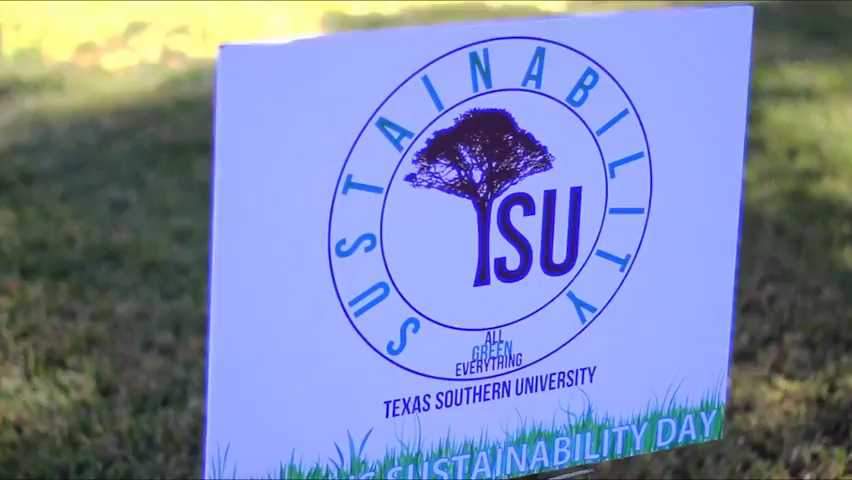 SUSTAINABILITY
TSU
ALL
GREEN
EVERYTHING
TEXAS SOUTHERN UNIVERSITY
SUSTAINABILITY DAY